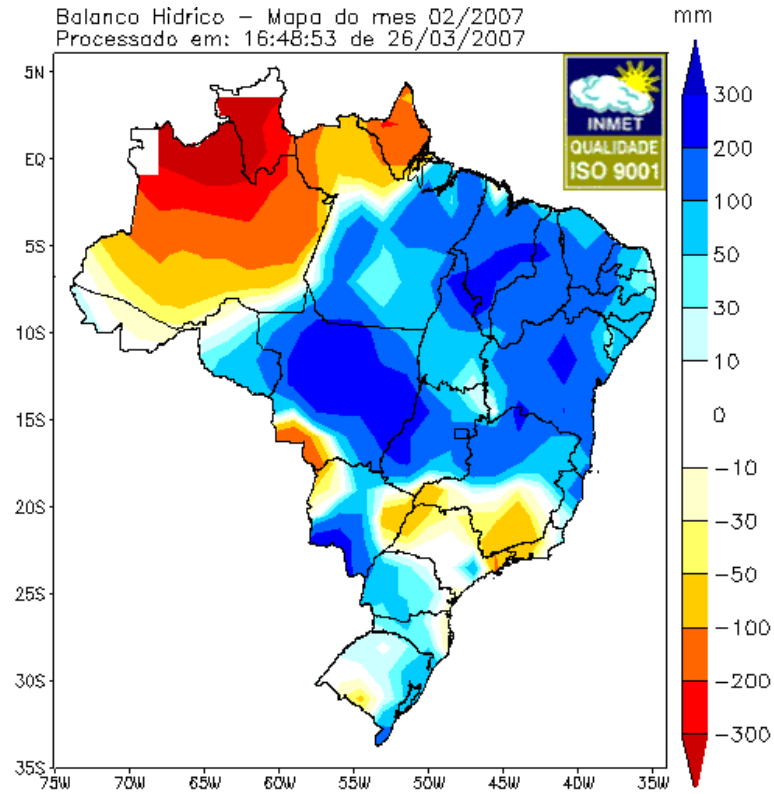 Balanco Hidrico – Mapa do mes 02/2007
Processado em: 16:48:53 de 26/03/2007
mm
INMET
QUALIDADE
ISO 9001
5N
EQ
5S
10S
15S
20S
25S
30S
35S
75W 70W 65W 60W 55W 50W 45W 40W 35W
300
200
100
50
30
10
0
−10
−30
−50
−100
−200
−300